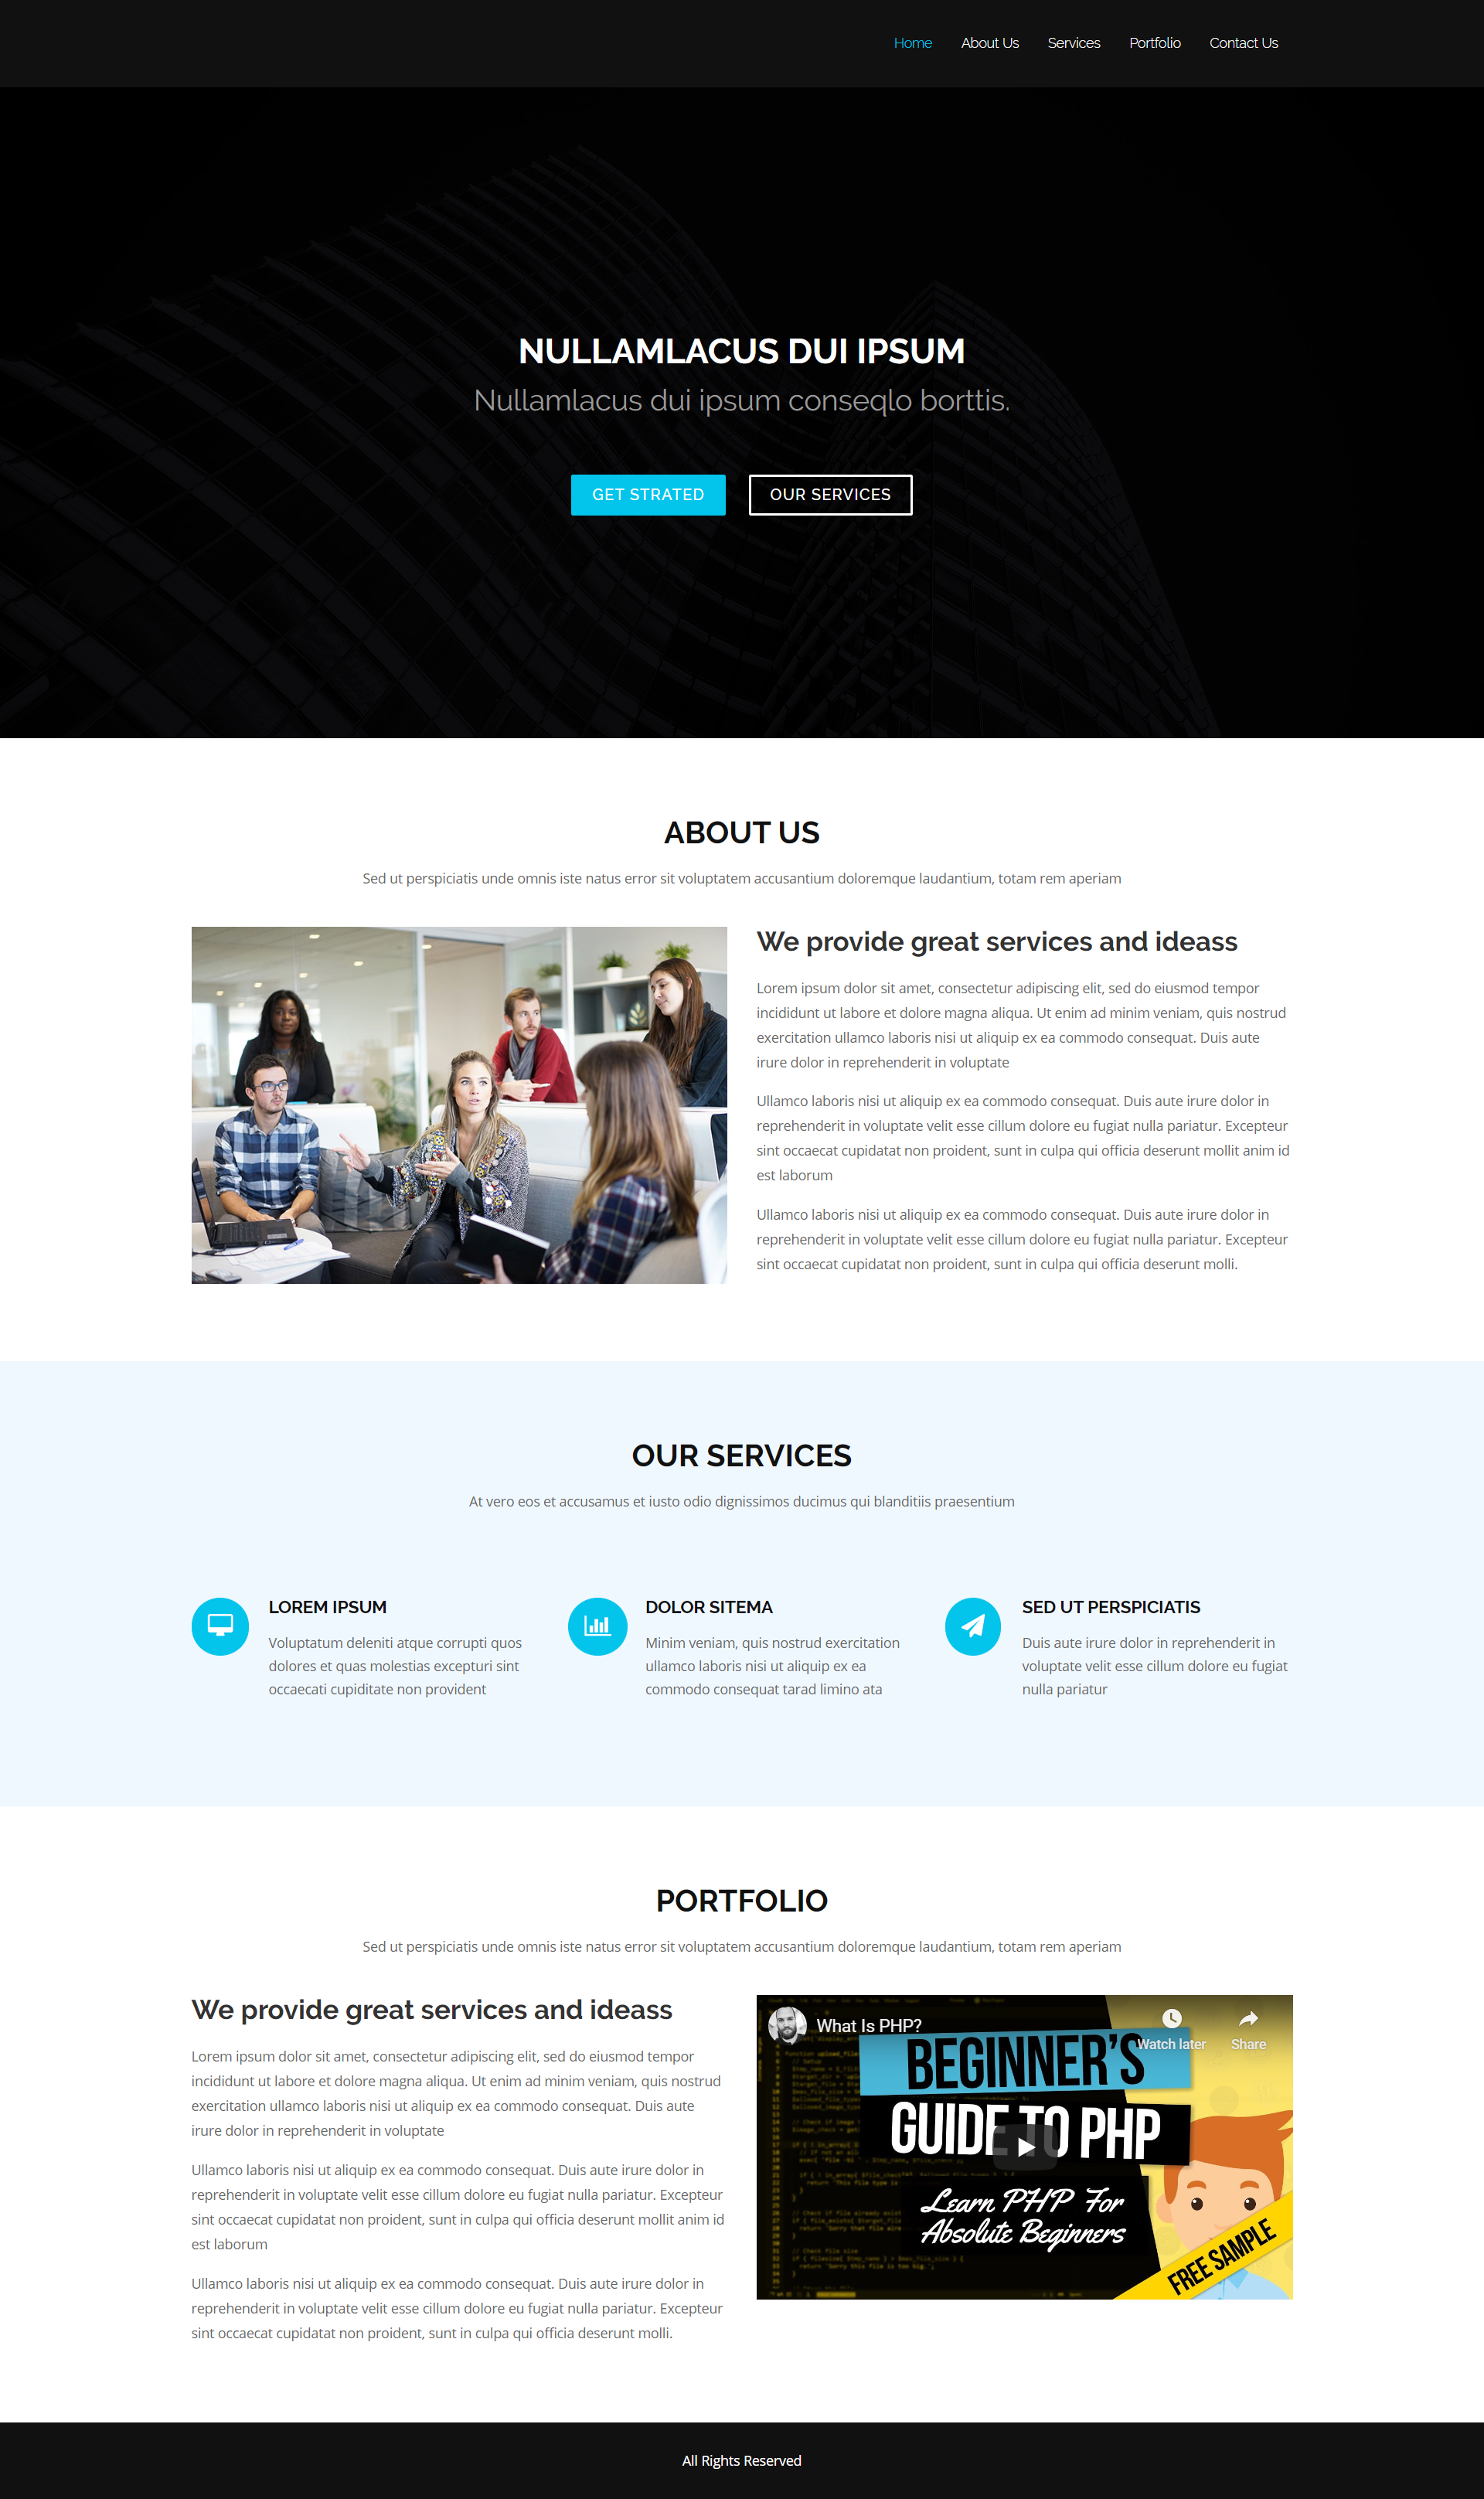 Home About Us Services Portfolio Contact Us
NULLAMLACUS DUI IPSUM
Nullamlacus dui ipsum conseqlo borttis.
GET STRATED OUR SERVICES
ABOUT US
Sed ut perspiciatis unde omnis iste natus error sit voluptatem accusantium doloremque laudantium, totam rem aperiam
We provide great services and ideass
Lorem ipsum dolor sit amet, consectetur adipiscing elit, sed do eiusmod tempor
incididunt ut labore et dolore magna aliqua. Ut enim ad minim veniam, quis nostrud
exercitation ullamco laboris nisi ut aliquip ex ea commodo consequat. Duis aute
irure dolor in reprehenderit in voluptate
Ullamco laboris nisi ut aliquip ex ea commodo consequat. Duis aute irure dolor in
reprehenderit in voluptate velit esse cillum dolore eu fugiat nulla pariatur. Excepteur
sint occaecat cupidatat non proident, sunt in culpa qui officia deserunt mollit anim id
est laborum
Ullamco laboris nisi ut aliquip ex ea commodo consequat. Duis aute irure dolor in
reprehenderit in voluptate velit esse cillum dolore eu fugiat nulla pariatur. Excepteur
sint occaecat cupidatat non proident, sunt in culpa qui officia deserunt molli.
OUR SERVICES
At vero eos et accusamus et iusto odio dignissimos ducimus qui blanditiis praesentium
LOREM IPSUM
Voluptatum deleniti atque corrupti quos
dolores et quas molestias excepturi sint
occaecati cupiditate non provident
DOLOR SITEMA
Minim veniam, quis nostrud exercitation
ullamco laboris nisi ut aliquip ex ea
commodo consequat tarad limino ata
SED UT PERSPICIATIS
Duis aute irure dolor in reprehenderit in
voluptate velit esse cillum dolore eu fugiat
nulla pariatur
PORTFOLIO
Sed ut perspiciatis unde omnis iste natus error sit voluptatem accusantium doloremque laudantium, totam rem aperiam
We provide great services and ideass
Lorem ipsum dolor sit amet, consectetur adipiscing elit, sed do eiusmod tempor
incididunt ut labore et dolore magna aliqua. Ut enim ad minim veniam, quis nostrud
exercitation ullamco laboris nisi ut aliquip ex ea commodo consequat. Duis aute
irure dolor in reprehenderit in voluptate
Ullamco laboris nisi ut aliquip ex ea commodo consequat. Duis aute irure dolor in
reprehenderit in voluptate velit esse cillum dolore eu fugiat nulla pariatur. Excepteur
sint occaecat cupidatat non proident, sunt in culpa qui officia deserunt mollit anim id
est laborum
Ullamco laboris nisi ut aliquip ex ea commodo consequat. Duis aute irure dolor in
reprehenderit in voluptate velit esse cillum dolore eu fugiat nulla pariatur. Excepteur
sint occaecat cupidatat non proident, sunt in culpa qui officia deserunt molli.
What Is PHP?
Watch later Share
BEGINNER'S
GUIDE TO PHP
Learn PHP For
Absolute Beginners
FREE SAMPLE
All Rights Reserved